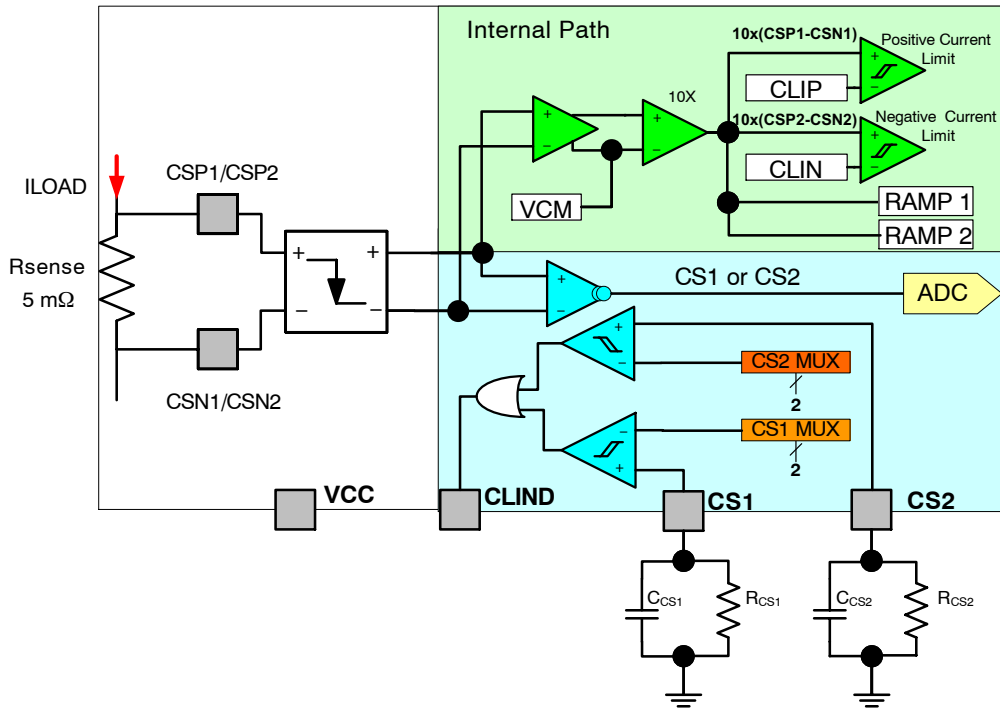 Internal Path
10x(CSP1-CSN1)
Positive Current
Limit
CLIP
10X
10x(CSP2-CSN2)
Negative Current
Limit
CLIN
VCM
RAMP 1
RAMP 2
ILOAD
CSP1/CSP2
Rsense
5 mΩ
CSN1/CSN2
+
−
+
−
+
−
+
−
+
−
+
−
+
−
+
−
CS1 or CS2
ADC
CS2 MUX
2
CS1 MUX
2
VCC
CLIND
CS1
CS2
CCS1
RCS1
CCS2
RCS2